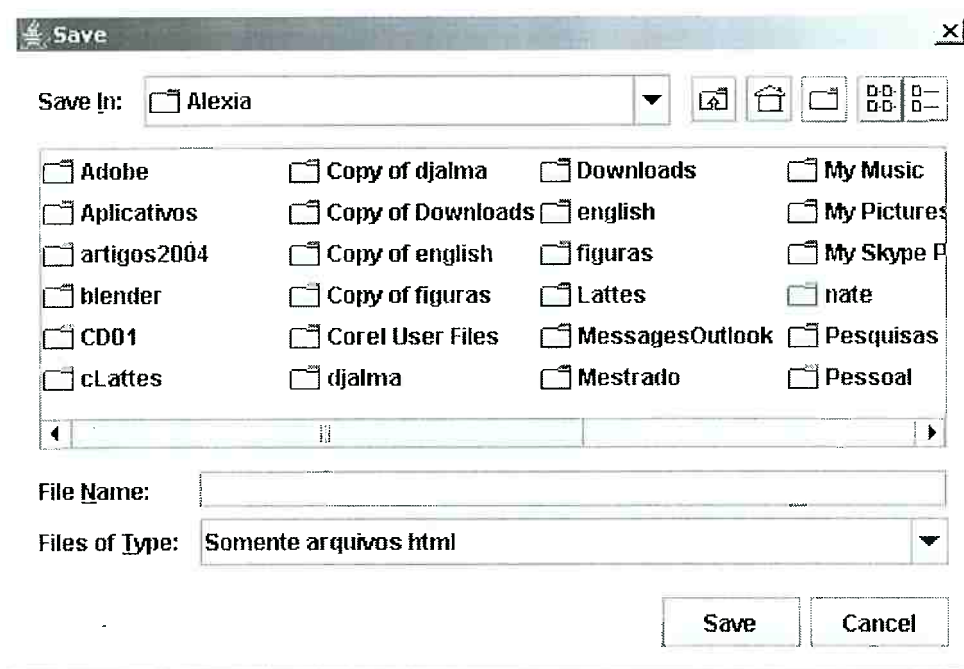 Save
Save In: Alexia
Adobe Copy of djalma Downloads My Music
Aplicativos Copy of Downloads english My Pictures
artigos2004 Copy of english figuras My Skype P
blender Copy of figuras Lattes nate
CD01 Corel User Files MessagesOutlook Pesquisas
cLattes djalma Mestrado Pessoal
File Name:
Files of Type: Somente arquivos html
Save Cancel